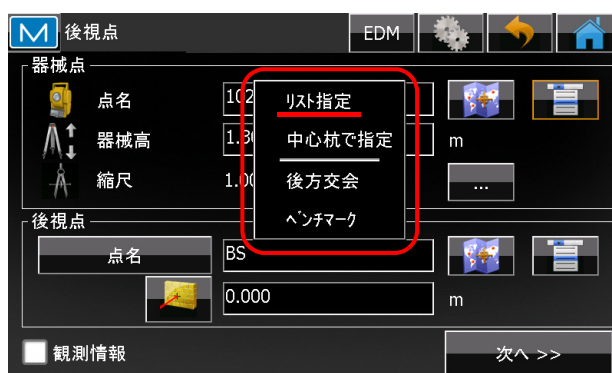 M 後視点 EDM
器械点
点名 102
リスト指定
器械高 1.30 m
中心杭で指定
縮尺 1.00 ...
後方交会
ベンチマーク
後視点
点名 BS
0.000 m
観測情報 次へ >>